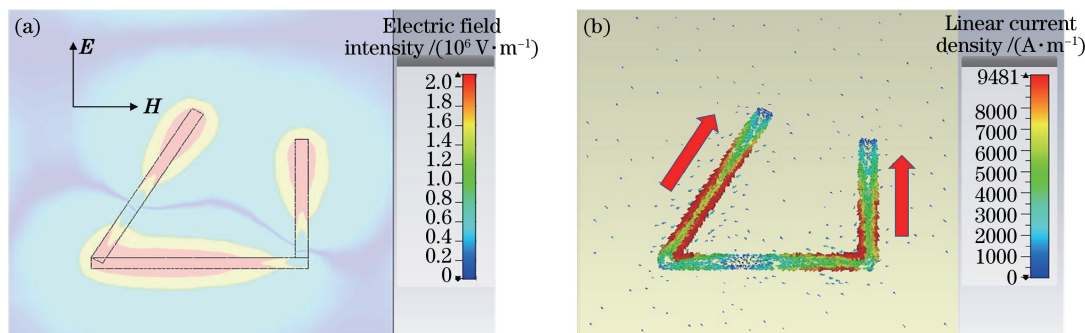 (a)
E
H
Electric field
intensity /(10⁶ V·m⁻¹)
2.0
1.8
1.6
1.4
1.2
1.0
0.8
0.6
0.4
0.2
0
(b)
Linear current
density /(A·m⁻¹)
9481
8000
7000
6000
5000
4000
3000
2000
1000
0